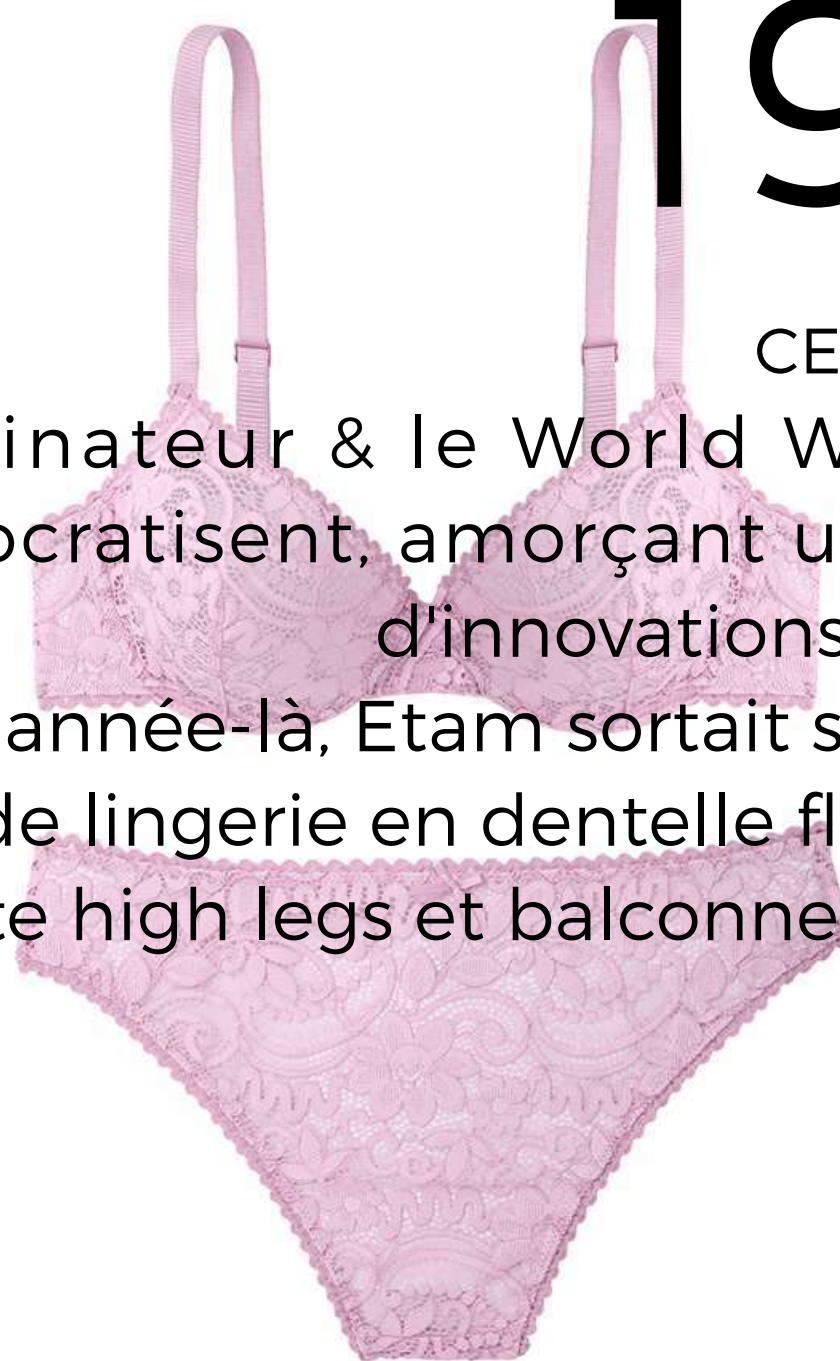 19
CE
inateur & le World W
ocratisent, amorçant u
d'innovations
année-là, Etam sortait s
de lingerie en dentelle fl
te high legs et balconne